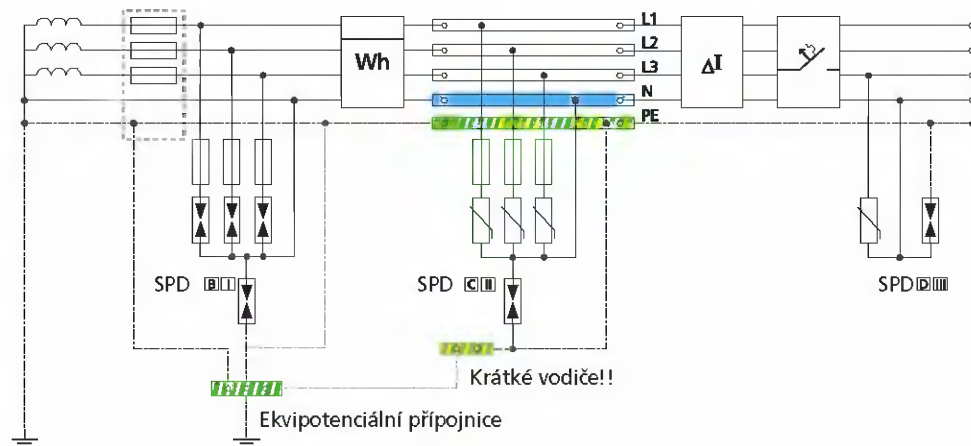 L1
L2
L3
N
PE
Wh
ΔI
SPD B I
SPD C II
SPD D III
Krátké vodiče!!
Ekvipotenciální přípojnice